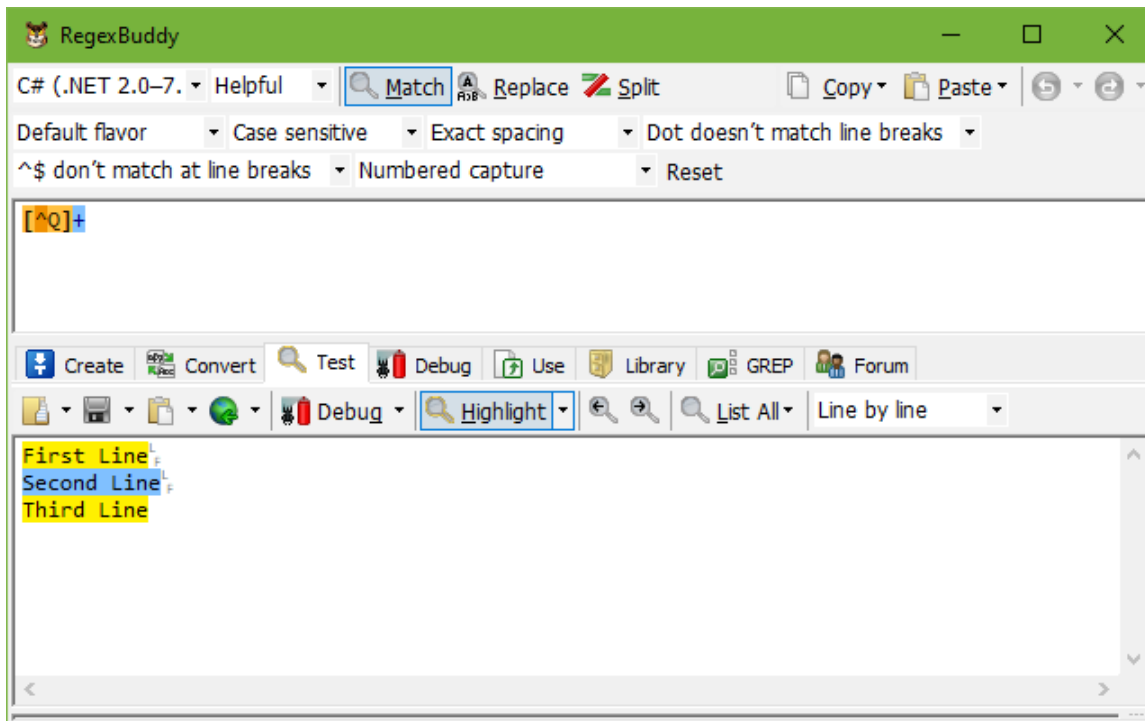 RegexBuddy
C# (.NET 2.0–7. Helpful Match Replace Split Copy Paste
Default flavor Case sensitive Exact spacing Dot doesn't match line breaks
^$ don't match at line breaks Numbered capture Reset
[^Q]+
Create Convert Test Debug Use Library GREP Forum
Debug Highlight List All Line by line
First Line
Second Line
Third Line